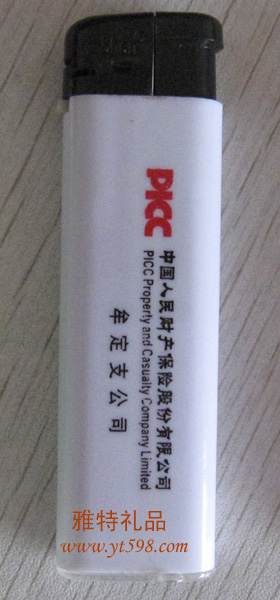 PICC
中国人民财产保险股份有限公司
PICC Property and Casualty Company Limited
牟定支公司
雅特礼品
www.yt598.com